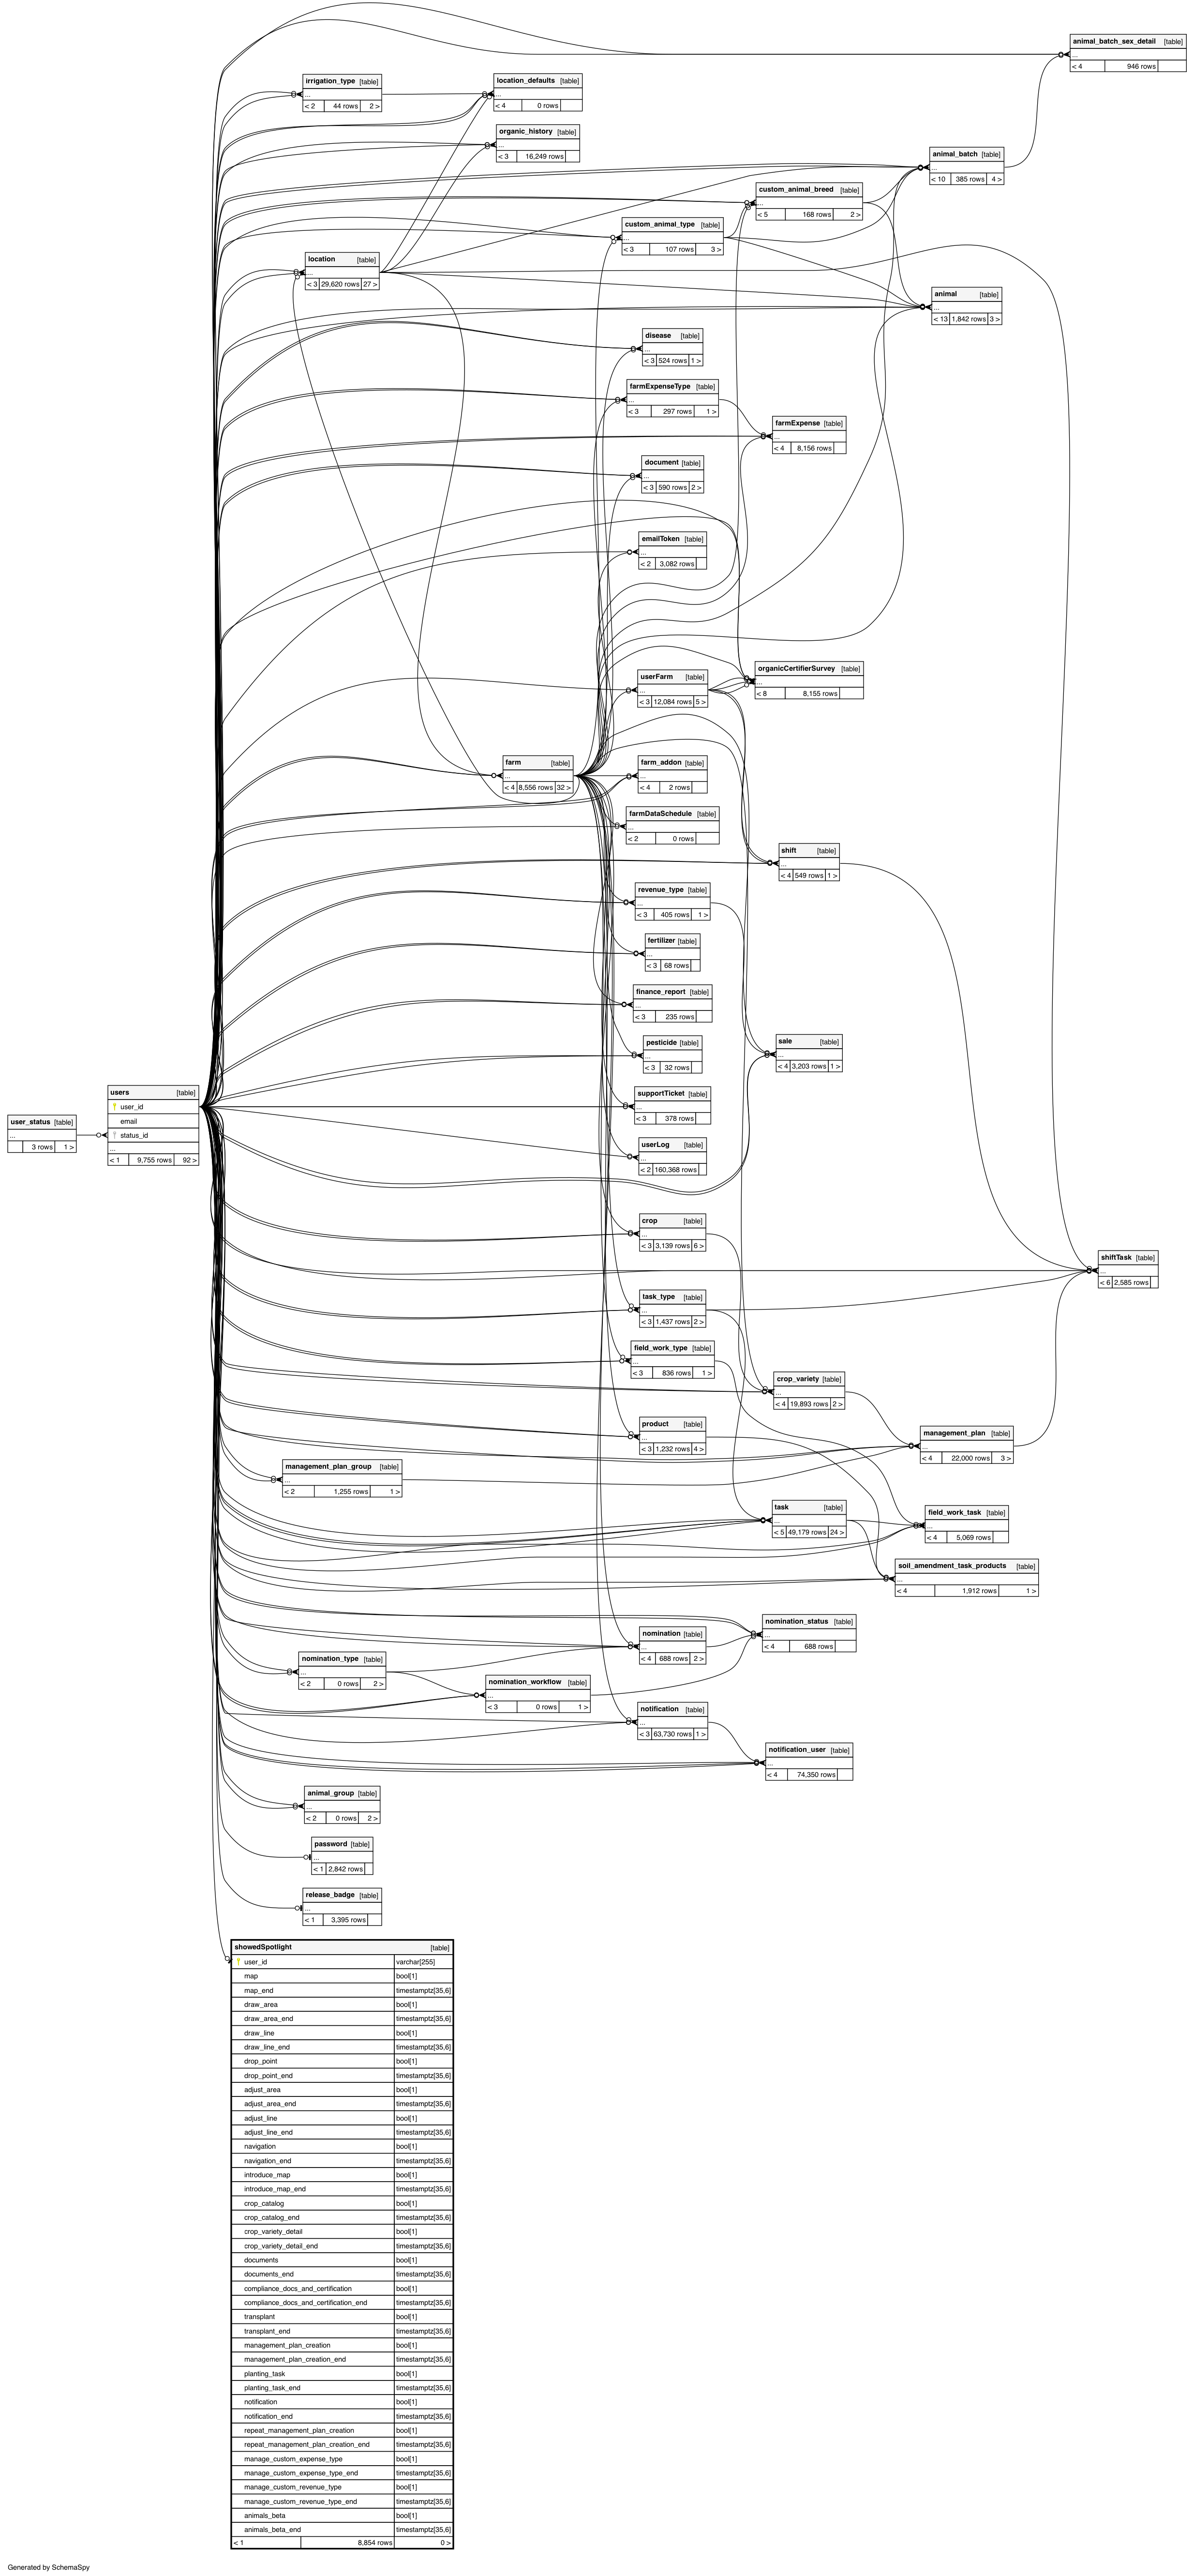 animal_batch_sex_detail [table]
...
< 4 946 rows
irrigation_type [table]
...
< 2 44 rows 2 >
location_defaults [table]
...
< 4 0 rows
organic_history [table]
...
< 3 16,249 rows
animal_batch [table]
...
< 10 385 rows 4 >
custom_animal_breed [table]
...
< 5 168 rows 2 >
custom_animal_type [table]
...
< 3 107 rows 3 >
location [table]
...
< 3 29,620 rows 27 >
animal [table]
...
< 13 1,842 rows 3 >
disease [table]
...
< 3 524 rows 1 >
farmExpenseType [table]
...
< 3 297 rows 1 >
farmExpense [table]
...
< 4 8,156 rows
document [table]
...
< 3 590 rows 2 >
emailToken [table]
...
< 2 3,082 rows
organicCertifierSurvey [table]
...
< 8 8,155 rows
userFarm [table]
...
< 3 12,084 rows 5 >
farm [table]
...
< 4 8,556 rows 32 >
farm_addon [table]
...
< 4 2 rows
farmDataSchedule [table]
...
< 2 0 rows
shift [table]
...
< 4 549 rows 1 >
revenue_type [table]
...
< 3 405 rows 1 >
fertilizer [table]
...
< 3 68 rows
finance_report [table]
...
< 3 235 rows
pesticide [table]
...
< 3 32 rows
sale [table]
...
< 4 3,203 rows 1 >
supportTicket [table]
...
< 3 378 rows
users [table]
user_id
email
status_id
...
< 1 9,755 rows 92 >
user_status [table]
...
3 rows 1 >
userLog [table]
...
< 2 160,368 rows
crop [table]
...
< 3 3,139 rows 6 >
shiftTask [table]
...
< 6 2,585 rows
task_type [table]
...
< 3 1,437 rows 2 >
field_work_type [table]
...
< 3 836 rows 1 >
crop_variety [table]
...
< 4 19,893 rows 2 >
product [table]
...
< 3 1,232 rows 4 >
management_plan [table]
...
< 4 22,000 rows 3 >
management_plan_group [table]
...
< 2 1,255 rows 1 >
task [table]
...
< 5 49,179 rows 24 >
field_work_task [table]
...
< 4 5,069 rows
soil_amendment_task_products [table]
...
< 4 1,912 rows 1 >
nomination_status [table]
...
< 4 688 rows
nomination [table]
...
< 4 688 rows 2 >
nomination_type [table]
...
< 2 0 rows 2 >
nomination_workflow [table]
...
< 3 0 rows 1 >
notification [table]
...
< 3 63,730 rows 1 >
notification_user [table]
...
< 4 74,350 rows
animal_group [table]
...
< 2 0 rows 2 >
password [table]
...
< 1 2,842 rows
release_badge [table]
...
< 1 3,395 rows
showedSpotlight [table]
user_id varchar[255]
map bool[1]
map_end timestamptz[35,6]
draw_area bool[1]
draw_area_end timestamptz[35,6]
draw_line bool[1]
draw_line_end timestamptz[35,6]
drop_point bool[1]
drop_point_end timestamptz[35,6]
adjust_area bool[1]
adjust_area_end timestamptz[35,6]
adjust_line bool[1]
adjust_line_end timestamptz[35,6]
navigation bool[1]
navigation_end timestamptz[35,6]
introduce_map bool[1]
introduce_map_end timestamptz[35,6]
crop_catalog bool[1]
crop_catalog_end timestamptz[35,6]
crop_variety_detail bool[1]
crop_variety_detail_end timestamptz[35,6]
documents bool[1]
documents_end timestamptz[35,6]
compliance_docs_and_certification bool[1]
compliance_docs_and_certification_end timestamptz[35,6]
transplant bool[1]
transplant_end timestamptz[35,6]
management_plan_creation bool[1]
management_plan_creation_end timestamptz[35,6]
planting_task bool[1]
planting_task_end timestamptz[35,6]
notification bool[1]
notification_end timestamptz[35,6]
repeat_management_plan_creation bool[1]
repeat_management_plan_creation_end timestamptz[35,6]
manage_custom_expense_type bool[1]
manage_custom_expense_type_end timestamptz[35,6]
manage_custom_revenue_type bool[1]
manage_custom_revenue_type_end timestamptz[35,6]
animals_beta bool[1]
animals_beta_end timestamptz[35,6]
< 1 8,854 rows 0 >
Generated by SchemaSpy